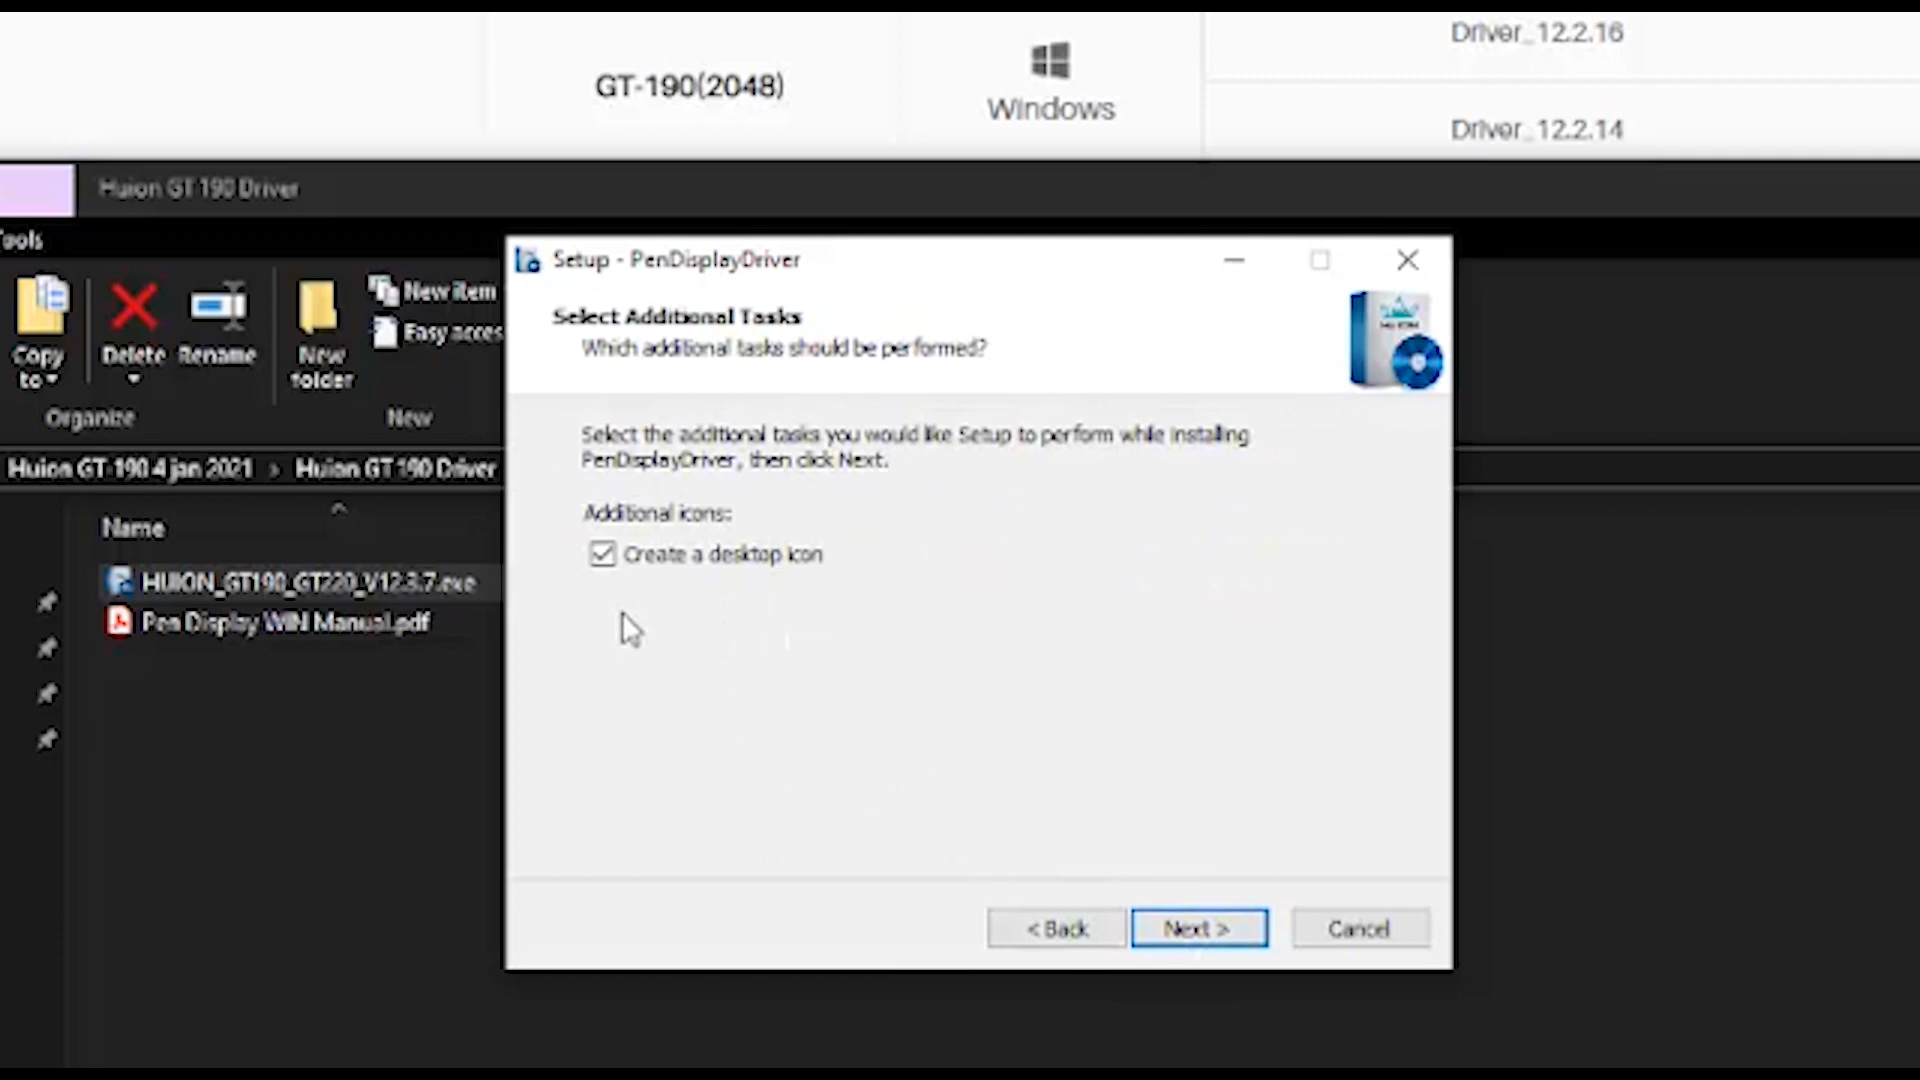 Driver_12.2.16
GT-190(2048)
Windows
Driver_12.2.14
Huion GT 190 Driver
Tools
Setup - PenDisplayDriver
Select Additional Tasks
Which additional tasks should be performed?
New item
Easy acces
Copy
to
Delete
Rename
New
folder
Organize
New
Select the additional tasks you would like Setup to perform while installing
PenDisplayDriver, then click Next.
Huion GT-190 4 jan 2021 > Huion GT 190 Driver
Additional icons:
Create a desktop icon
Name
HUION_GT190_GT220_V12.3.7.exe
Pen Display WIN Manual.pdf
< Back
Next >
Cancel